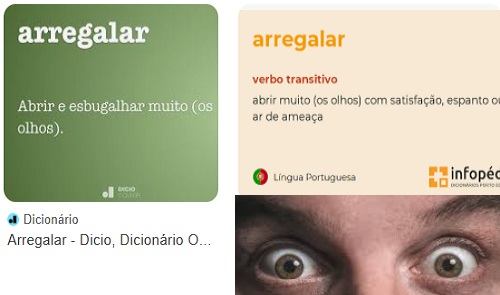 arregalar
Abrir e esbugalhar muito (os
olhos).
DICIO
Dicionário
Arregalar - Dicio, Dicionário O...
arregalar
verbo transitivo
abrir muito (os olhos) com satisfação, espanto ou
ar de ameaça
Língua Portuguesa
infopéd
DICIONÁRIOS PORTO E